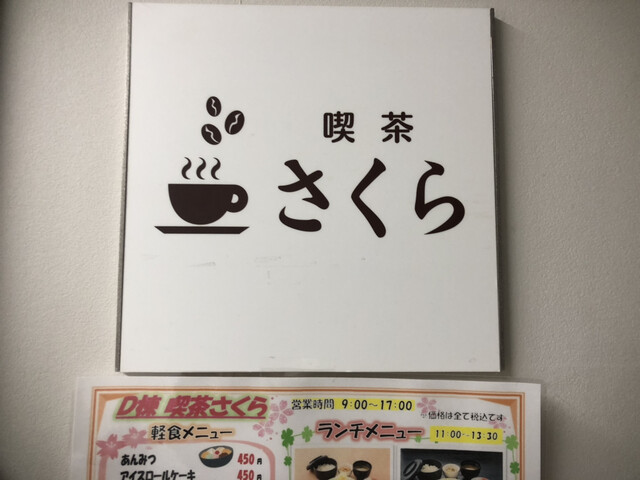 喫茶
さくら
D棟 喫茶さくら
営業時間 9:00～17:00
※価格は全て税込です
軽食メニュー
ランチメニュー 11:00-13:30
あんみつ 450円
アイスロールケーキ 450円